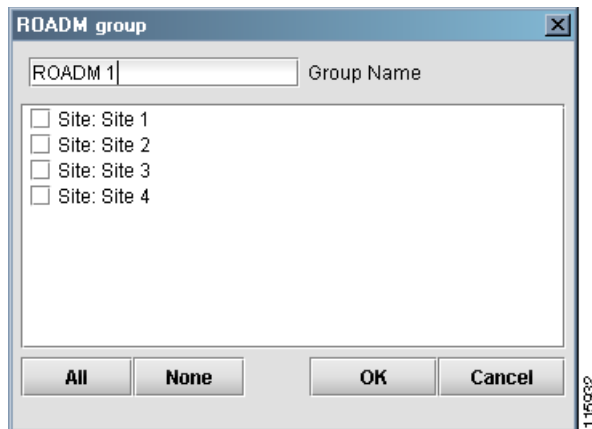 ROADM group
ROADM 1 Group Name
Site: Site 1
Site: Site 2
Site: Site 3
Site: Site 4
All None OK Cancel
115932